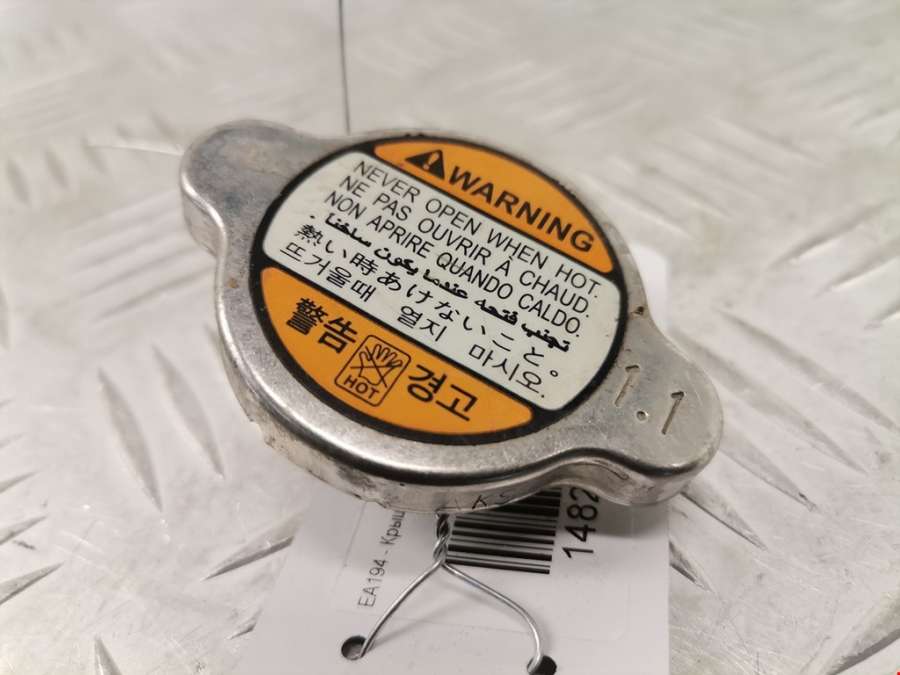 WARNING
NEVER OPEN WHEN HOT.
NE PAS OUVRIR À CHAUD.
NON APRIRE QUANDO CALDO.
تجنب فتحه عندما يكون ساخنا.
熱い時あけないこと。
뜨거울때 열지 마시오.
警告 HOT 경고
1.1
KS
EA194 - Крыш
1482